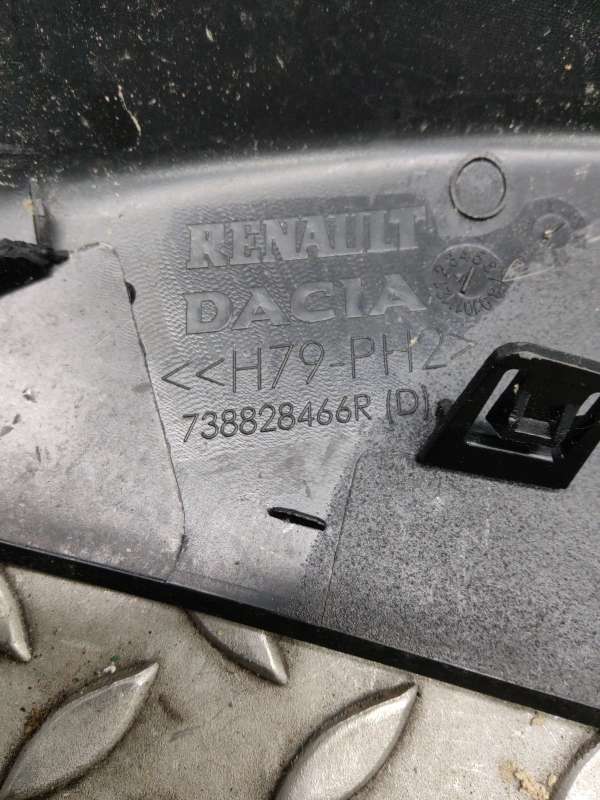 RENAULT
DACIA
<<H79-PH2>
738828466R (D)